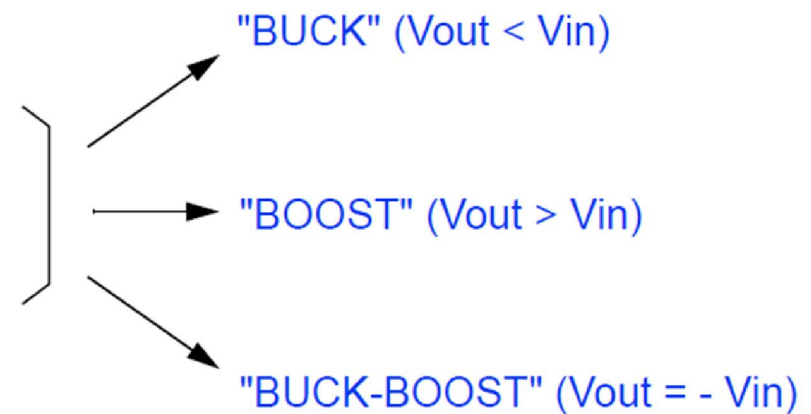 "BUCK" (Vout < Vin)
"BOOST" (Vout > Vin)
"BUCK-BOOST" (Vout = - Vin)